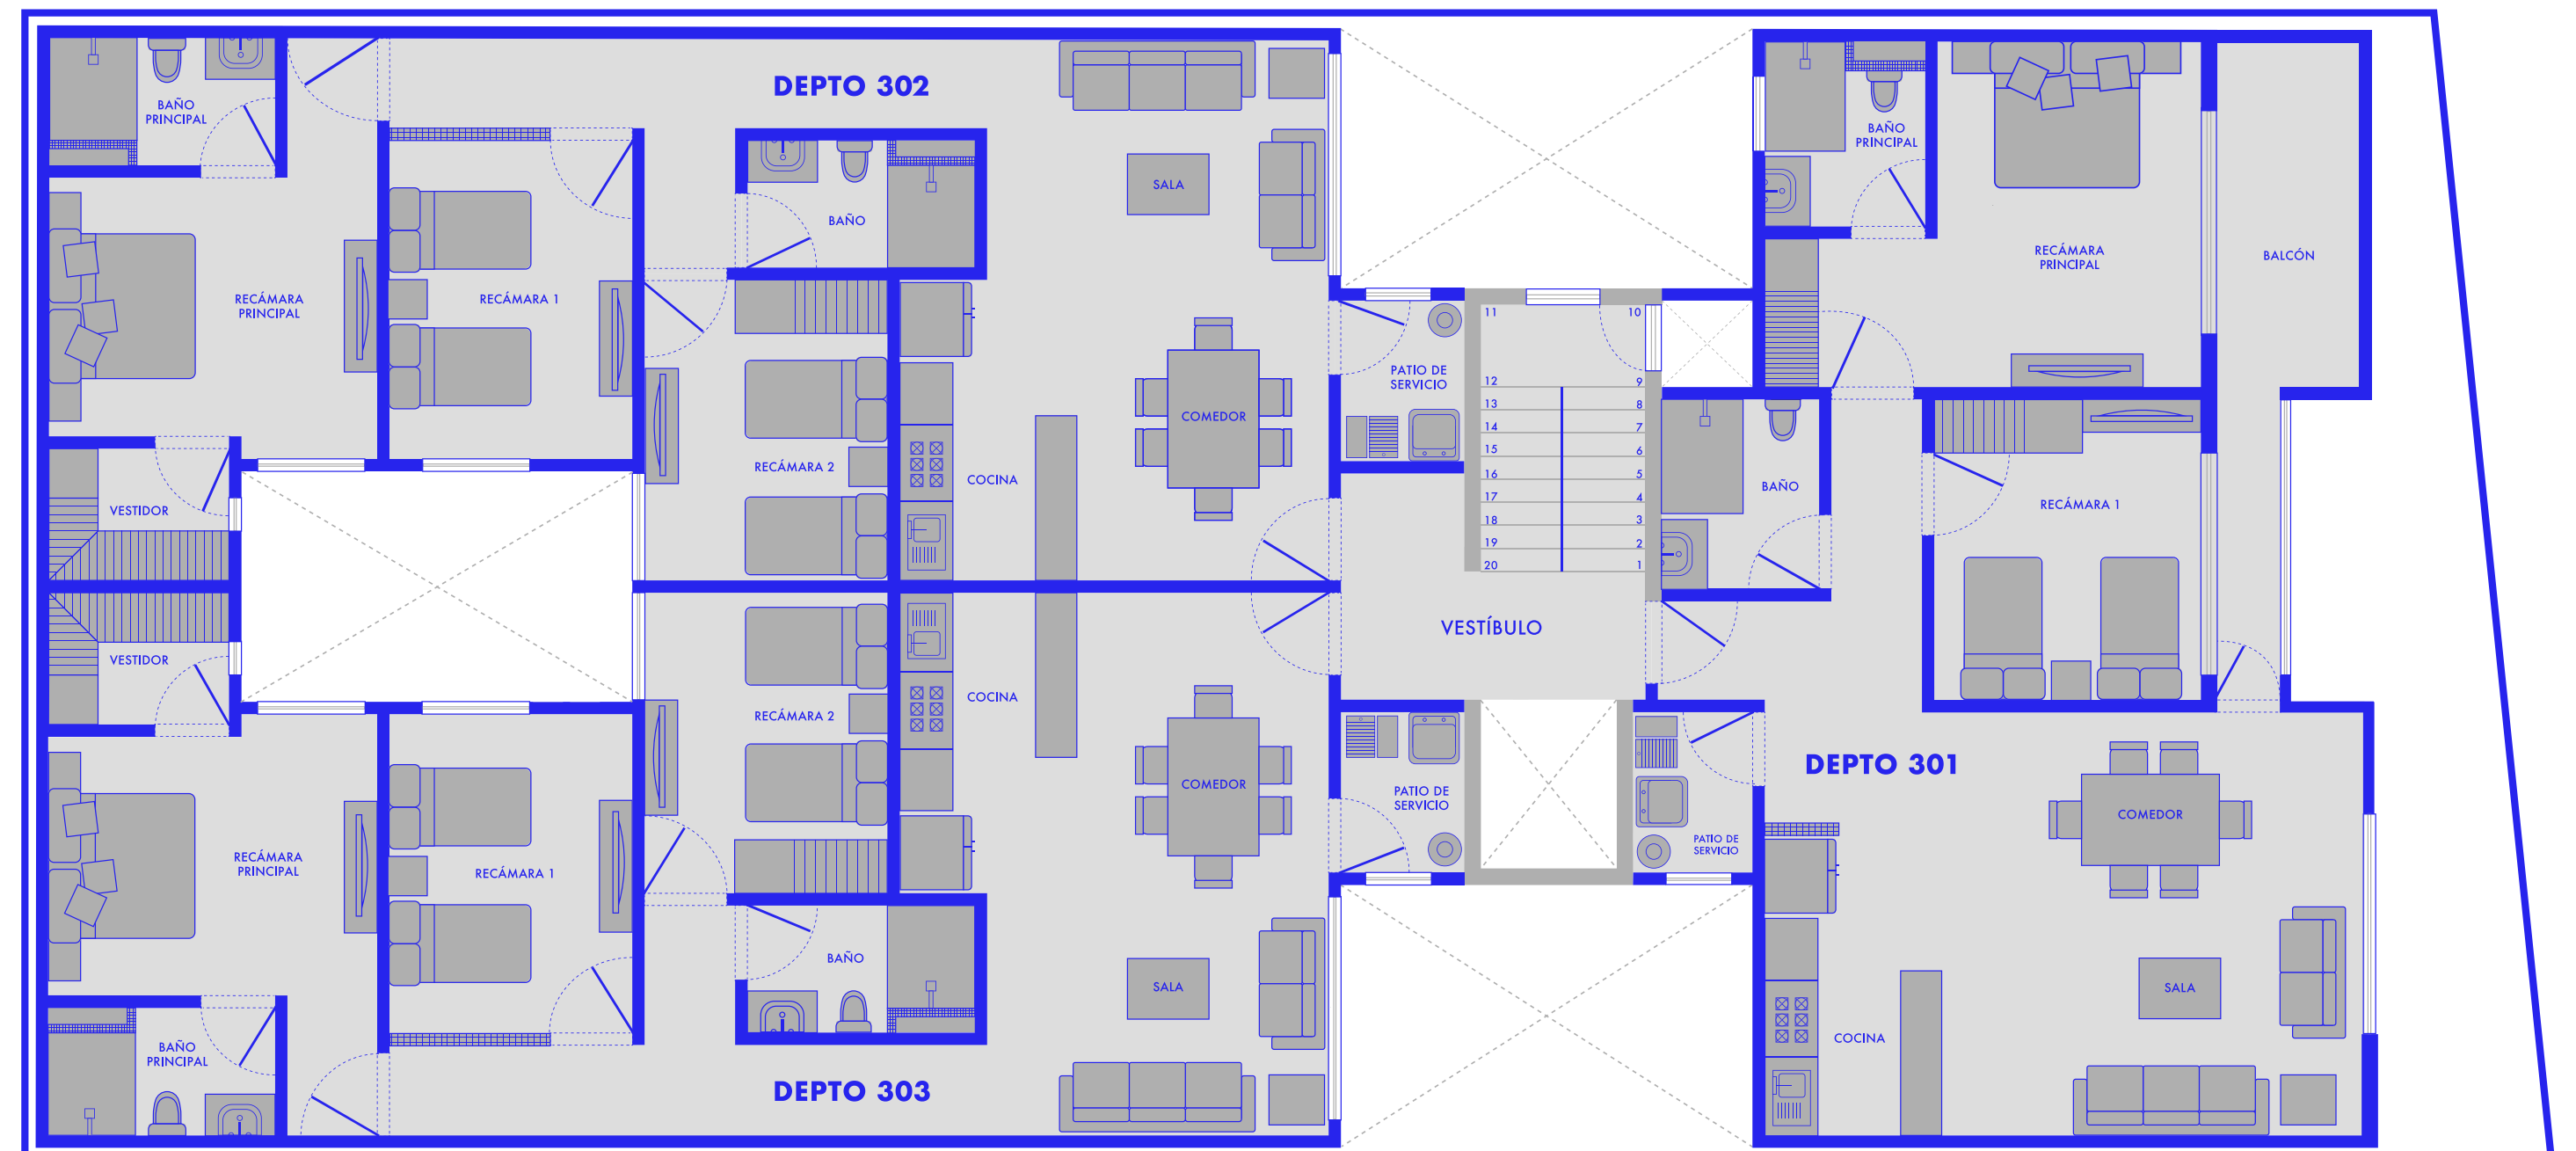 DEPTO 302
BAÑO
PRINCIPAL
RECÁMARA
PRINCIPAL
RECÁMARA 1
BAÑO
SALA
VESTIDOR
RECÁMARA 2
COCINA
COMEDOR
PATIO DE
SERVICIO
11
12
13
14
15
16
17
18
19
20
10
9
8
7
6
5
4
3
2
1
VESTÍBULO
BAÑO
PRINCIPAL
RECÁMARA
PRINCIPAL
BALCÓN
BAÑO
RECÁMARA 1
DEPTO 301
COMEDOR
PATIO DE
SERVICIO
SALA
COCINA
VESTIDOR
RECÁMARA 2
COCINA
COMEDOR
PATIO DE
SERVICIO
RECÁMARA
PRINCIPAL
RECÁMARA 1
BAÑO
SALA
BAÑO
PRINCIPAL
DEPTO 303